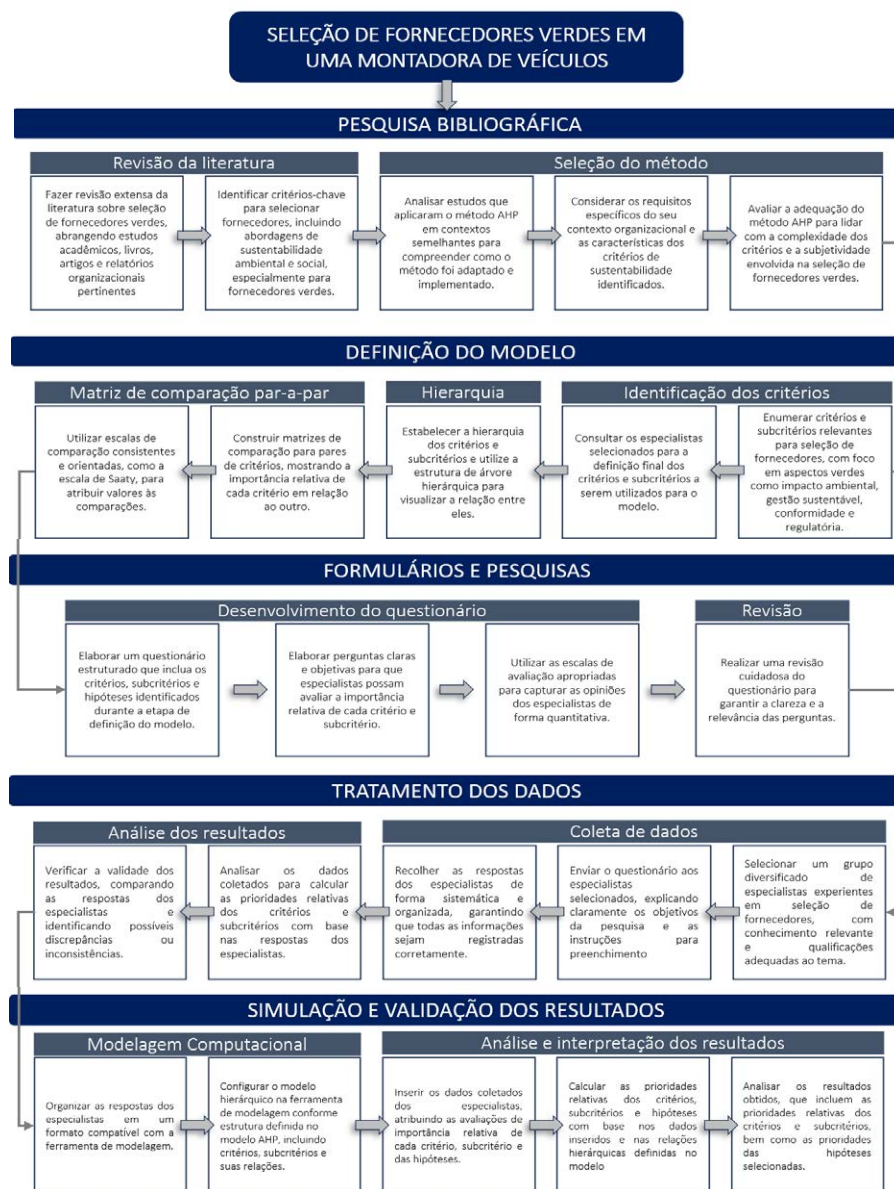 SELEÇÃO DE FORNECEDORES VERDES EM
UMA MONTADORA DE VEÍCULOS
PESQUISA BIBLIOGRÁFICA
Revisão da literatura
Seleção do método
Fazer revisão extensa da
literatura sobre seleção
de fornecedores verdes,
abrangendo estudos
acadêmicos, livros,
artigos e relatórios
organizacionais
pertinentes
Identificar critérios-chave
para selecionar
fornecedores, incluindo
abordagens de
sustentabilidade
ambiental e social,
especialmente para
fornecedores verdes.
Analisar estudos que
aplicaram o método AHP
em contextos
semelhantes para
compreender como o
método foi adaptado e
implementado.
Considerar os requisitos
específicos do seu
contexto organizacional e
as características dos
critérios de
sustentabilidade
identificados.
Avaliar a adequação do
método AHP para lidar
com a complexidade dos
critérios e a subjetividade
envolvida na seleção de
fornecedores verdes.
DEFINIÇÃO DO MODELO
Matriz de comparação par-a-par
Hierarquia
Identificação dos critérios
Utilizar escalas de
comparação consistentes
e orientadas, como a
escala de Saaty, para
atribuir valores às
comparações.
Construir matrizes de
comparação para pares
de critérios, mostrando a
importância relativa de
cada critério em relação
ao outro.
Estabelecer a hierarquia
dos critérios e
subcritérios e utilize a
estrutura de árvore
hierárquica para
visualizar a relação entre
eles.
Consultar os especialistas
selecionados para a
definição final dos
critérios e subcritérios a
serem utilizados para o
modelo.
Enumerar critérios e
subcritérios relevantes
para seleção de
fornecedores, com foco
em aspectos verdes
como impacto ambiental,
gestão sustentável,
conformidade e
regulatória.
FORMULÁRIOS E PESQUISAS
Desenvolvimento do questionário
Revisão
Elaborar um questionário
estruturado que inclua os
critérios, subcritérios e
hipóteses identificados
durante a etapa de
definição do modelo.
Elaborar perguntas claras
e objetivas para que
especialistas possam
avaliar a importância
relativa de cada critério e
subcritério.
Utilizar as escalas de
avaliação apropriadas
para capturar as opiniões
dos especialistas de
forma quantitativa.
Realizar uma revisão
cuidadosa do
questionário para
garantir a clareza e a
relevância das perguntas.
TRATAMENTO DOS DADOS
Análise dos resultados
Coleta de dados
Verificar a validade dos
resultados, comparando
as respostas dos
especialistas e
identificando possíveis
discrepâncias ou
inconsistências.
Analisar os dados
coletados para calcular
as prioridades relativas
dos critérios e
subcritérios com base
nas respostas dos
especialistas.
Recolher as respostas
dos especialistas de
forma sistemática e
organizada, garantindo
que todas as informações
sejam registradas
corretamente.
Enviar o questionário aos
especialistas
selecionados, explicando
claramente os objetivos
da pesquisa e as
instruções para
preenchimento
Selecionar um grupo
diversificado de
especialistas experientes
em seleção de
fornecedores, com
conhecimento relevante
e qualificações
adequadas ao tema.
SIMULAÇÃO E VALIDAÇÃO DOS RESULTADOS
Modelagem Computacional
Análise e interpretação dos resultados
Organizar as respostas dos
especialistas em um
formato compatível com a
ferramenta de modelagem.
Configurar o modelo
hierárquico na ferramenta
de modelagem conforme
estrutura definida no
modelo AHP, incluindo
critérios, subcritérios e
suas relações.
Inserir os dados coletados
dos especialistas,
atribuindo as avaliações de
importância relativa de
cada critério, subcritério e
das hipóteses.
Calcular as prioridades
relativas dos critérios,
subcritérios e hipóteses
com base nos dados
inseridos e nas relações
hierárquicas definidas no
modelo
Analisar os resultados
obtidos, que incluem as
prioridades relativas dos
critérios e subcritérios,
bem como as prioridades
das hipóteses
selecionadas.